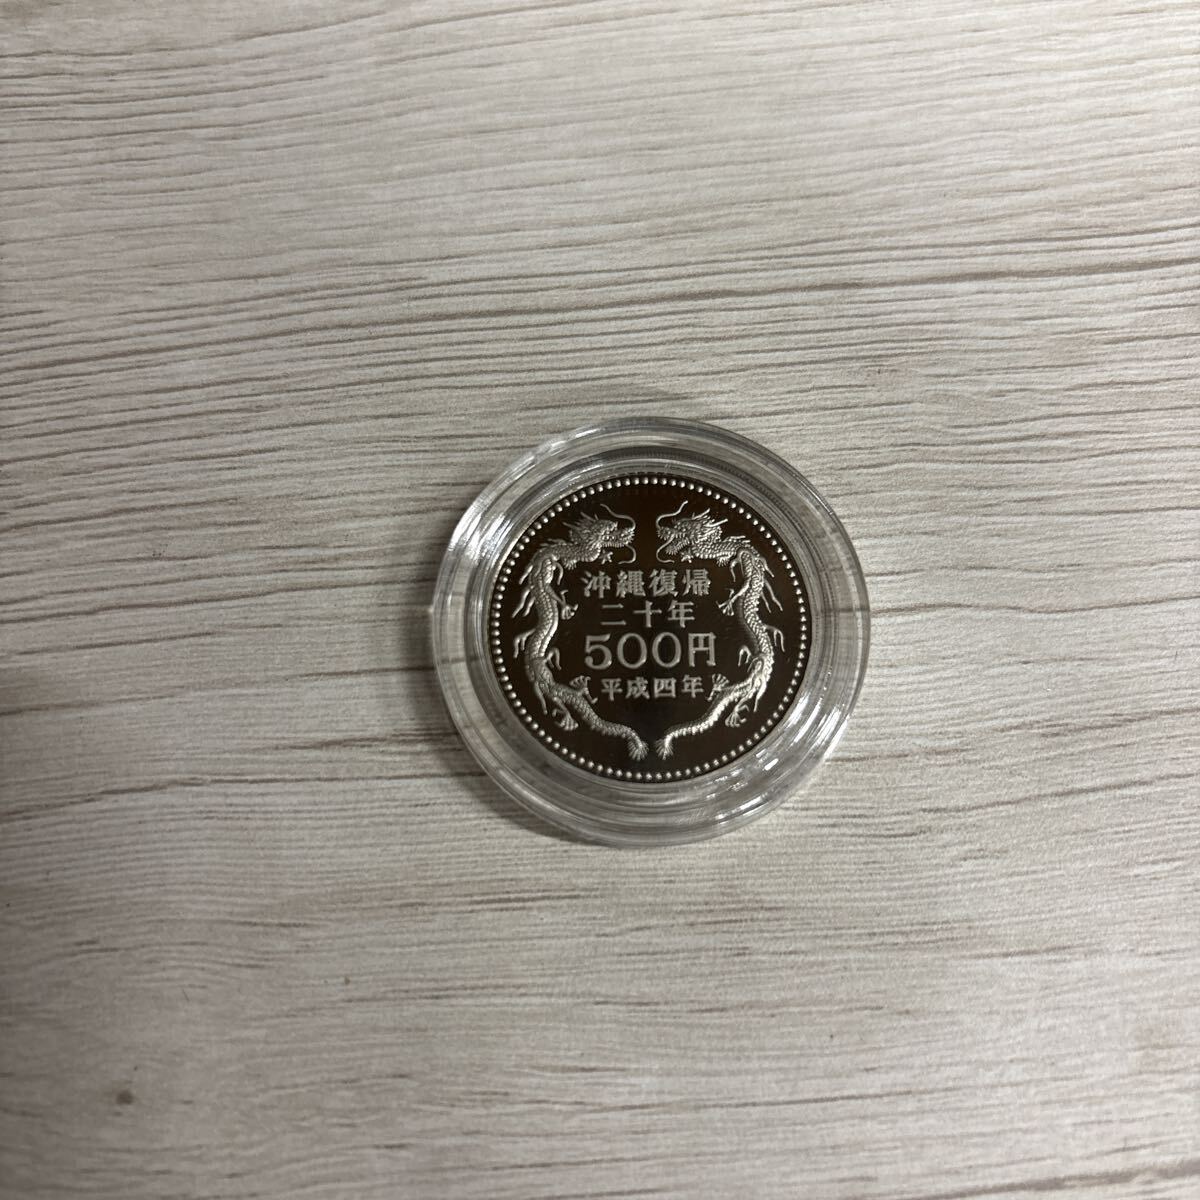 沖縄復帰
二十年
500円
平成四年